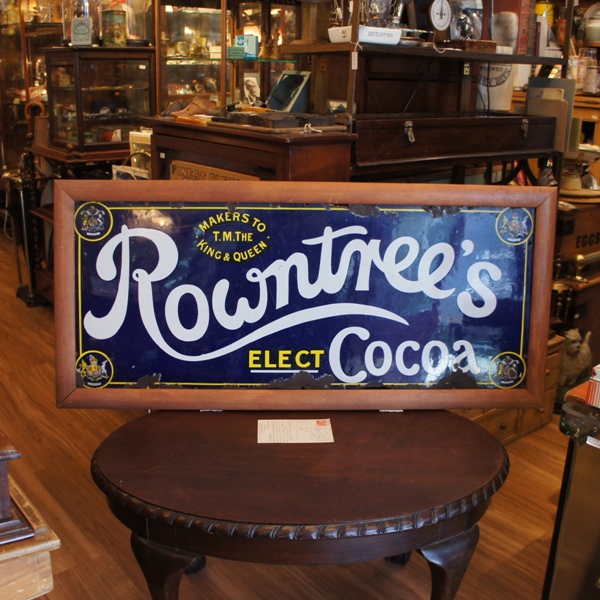 MAKERS TO
T.M.THE
KING & QUEEN
Rowntree's
ELECT Cocoa